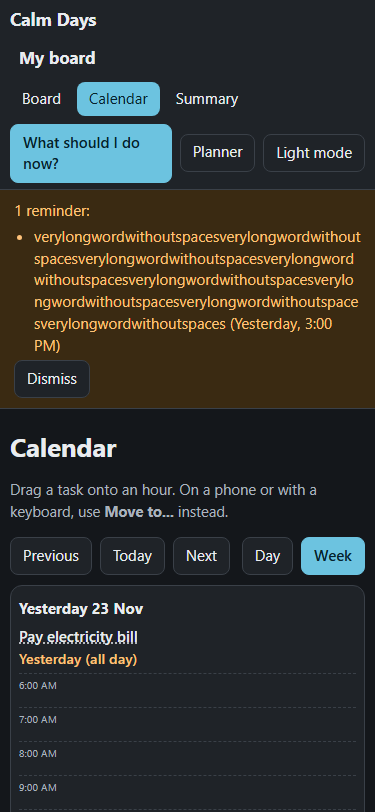 Calm Days
My board
Board Calendar Summary
What should I do
now?
Planner Light mode
1 reminder:
• verylongwordwithoutspacesverylongwordwithout
spacesverylongwordwithoutspacesverylongword
withoutspacesverylongwordwithoutspacesverylo
ngwordwithoutspacesverylongwordwithoutspace
sverylongwordwithoutspaces (Yesterday, 3:00
PM)
Dismiss
Calendar
Drag a task onto an hour. On a phone or with a
keyboard, use Move to... instead.
Previous Today Next Day Week
Yesterday 23 Nov
Pay electricity bill
Yesterday (all day)
6:00 AM
7:00 AM
8:00 AM
9:00 AM